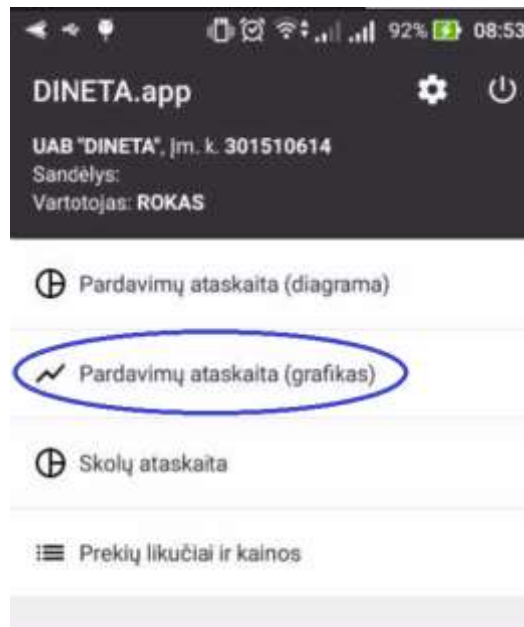 92% 08:53
DINETA.app
UAB "DINETA", Įm. k. 301510614
Sandėlys:
Vartotojas: ROKAS
Pardavimų ataskaita (diagrama)
Pardavimų ataskaita (grafikas)
Skolų ataskaita
Prekių likučiai ir kainos